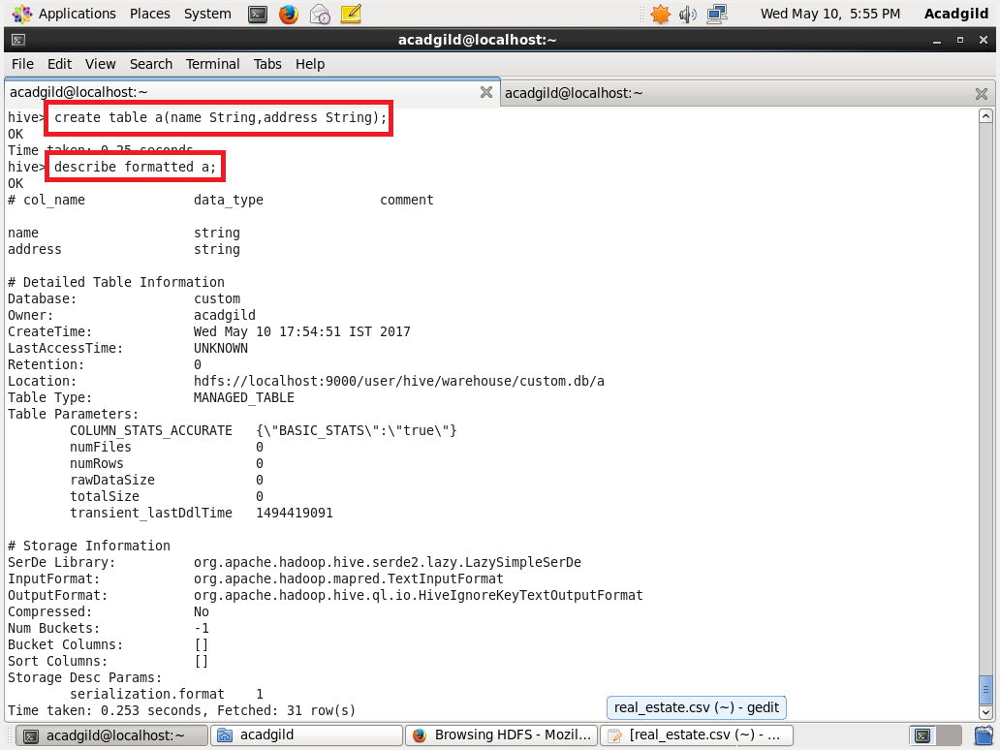 Applications Places System Wed May 10, 5:55 PM Acadgild
acadgild@localhost:~
File Edit View Search Terminal Tabs Help
acadgild@localhost:~ acadgild@localhost:~
hive> create table a(name String,address String);
OK
Time taken: 0.25 seconds
hive> describe formatted a;
OK
# col_name data_type comment
name string
address string
# Detailed Table Information
Database: custom
Owner: acadgild
CreateTime: Wed May 10 17:54:51 IST 2017
LastAccessTime: UNKNOWN
Retention: 0
Location: hdfs://localhost:9000/user/hive/warehouse/custom.db/a
Table Type: MANAGED_TABLE
Table Parameters:
COLUMN_STATS_ACCURATE {\"BASIC_STATS\":\"true\"}
numFiles 0
numRows 0
rawDataSize 0
totalSize 0
transient_lastDdlTime 1494419091
# Storage Information
SerDe Library: org.apache.hadoop.hive.serde2.lazy.LazySimpleSerDe
InputFormat: org.apache.hadoop.mapred.TextInputFormat
OutputFormat: org.apache.hadoop.hive.ql.io.HiveIgnoreKeyTextOutputFormat
Compressed: No
Num Buckets: -1
Bucket Columns: []
Sort Columns: []
Storage Desc Params:
serialization.format 1
Time taken: 0.253 seconds, Fetched: 31 row(s)
real_estate.csv (~) - gedit
acadgild@localhost:~ acadgild Browsing HDFS - Mozil... [real_estate.csv (~) - ...